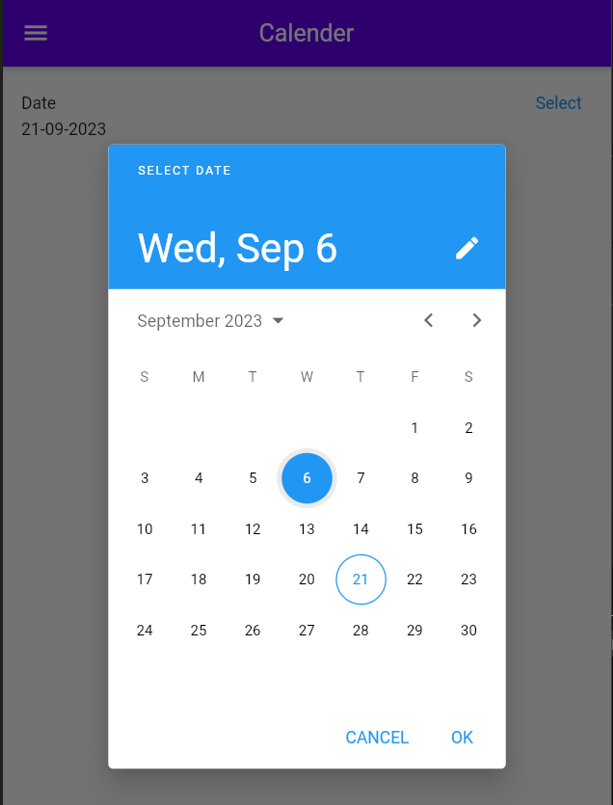 Calender
Date
Select
21-09-2023
SELECT DATE
Wed, Sep 6
September 2023
S M T W T F S
1 2
3 4 5 6 7 8 9
10 11 12 13 14 15 16
17 18 19 20 21 22 23
24 25 26 27 28 29 30
CANCEL OK